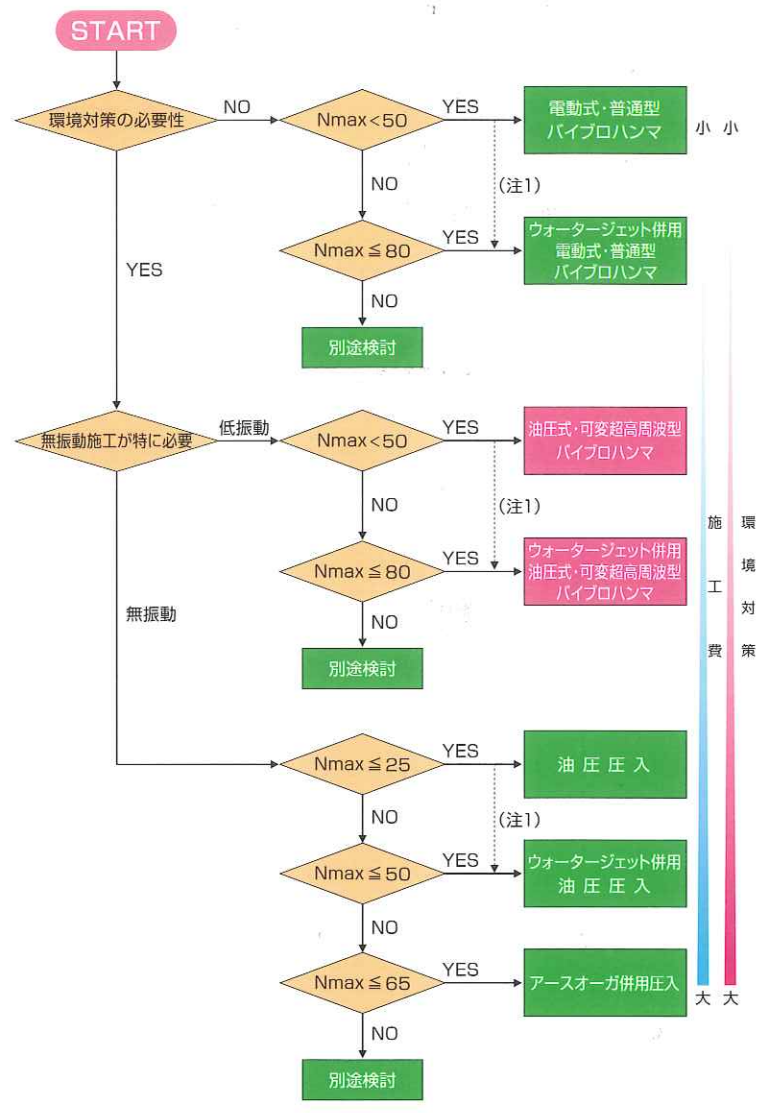 START
環境対策の必要性
NO
Nmax<50
YES
電動式・普通型
バイブロハンマ
小
小
NO
(注1)
Nmax≦80
YES
ウォータージェット併用
電動式・普通型
バイブロハンマ
YES
NO
別途検討
無振動施工が特に必要
低振動
Nmax<50
YES
油圧式・可変超高周波型
バイブロハンマ
NO
(注1)
施工費
環境対策
Nmax≦80
YES
ウォータージェット併用
油圧式・可変超高周波型
バイブロハンマ
無振動
NO
別途検討
Nmax≦25
YES
油圧圧入
NO
(注1)
Nmax≦50
YES
ウォータージェット併用
油圧圧入
NO
Nmax≦65
YES
アースオーガ併用圧入
大
大
NO
別途検討